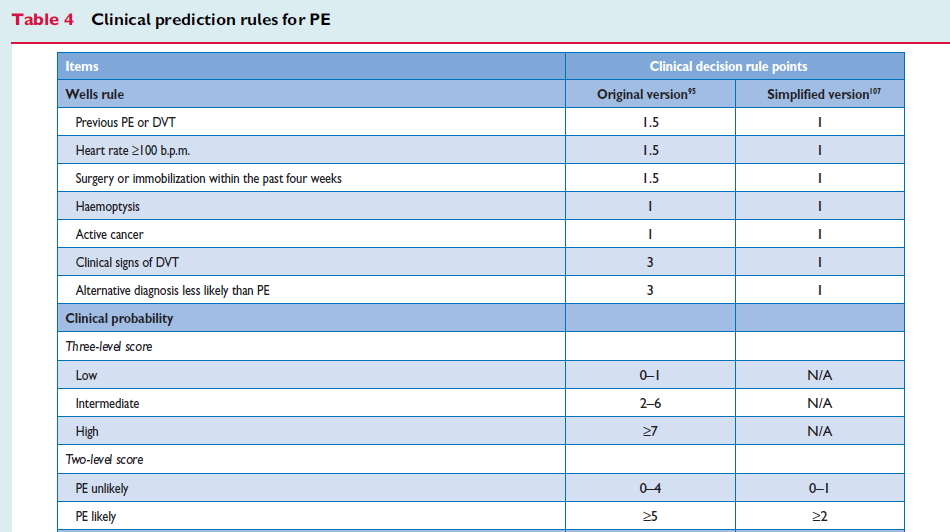 Table 4 Clinical prediction rules for PE
Items Clinical decision rule points
Wells rule Original version95 Simplified version107
Previous PE or DVT 1.5 1
Heart rate ≥100 b.p.m. 1.5 1
Surgery or immobilization within the past four weeks 1.5 1
Haemoptysis 1 1
Active cancer 1 1
Clinical signs of DVT 3 1
Alternative diagnosis less likely than PE 3 1
Clinical probability
Three-level score
Low 0–1 N/A
Intermediate 2–6 N/A
High ≥7 N/A
Two-level score
PE unlikely 0–4 0–1
PE likely ≥5 ≥2